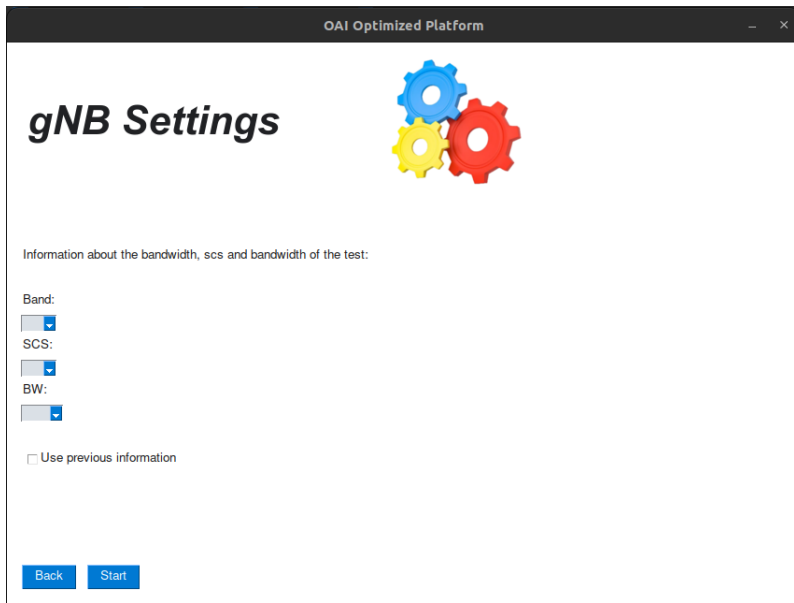 OAI Optimized Platform
gNB Settings
Information about the bandwidth, scs and bandwidth of the test:
Band:
SCS:
BW:
Use previous information
Back Start